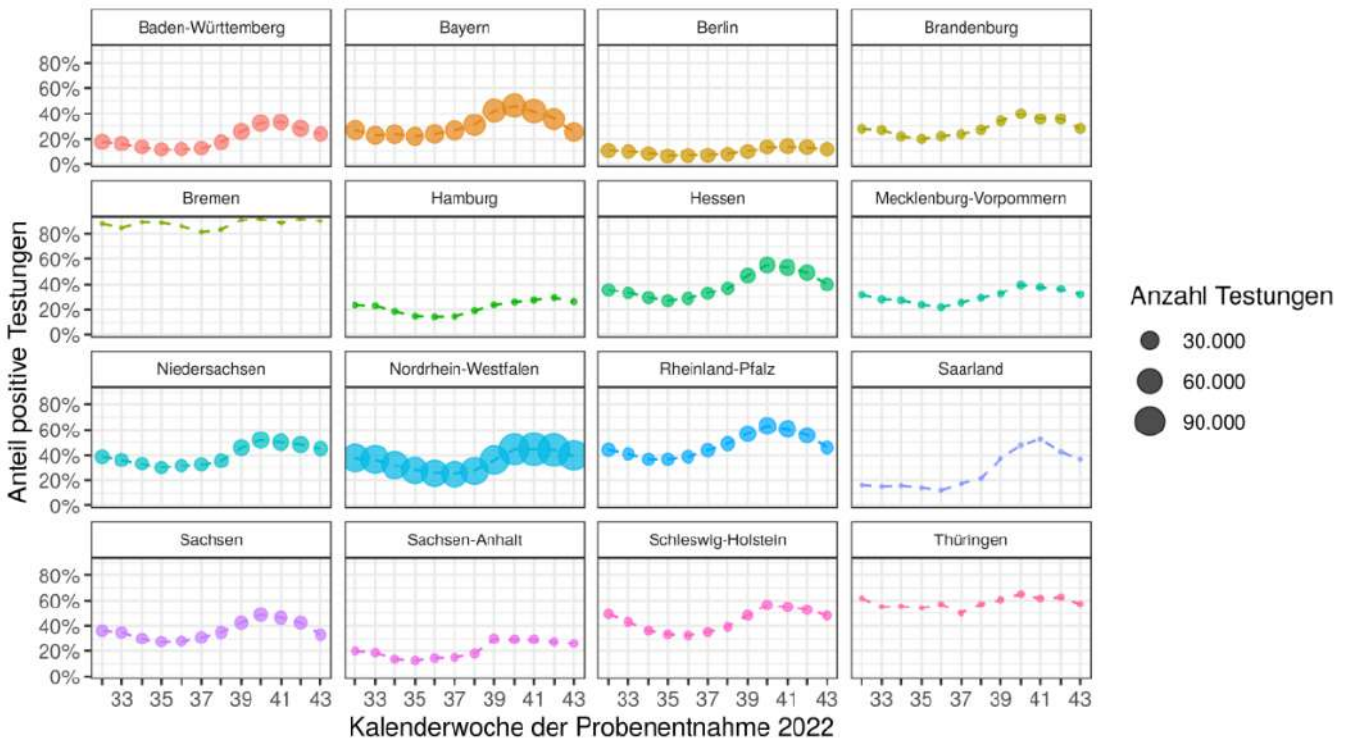 Baden-Württemberg Bayern Berlin Brandenburg
80%
60%
40%
20%
0%
Bremen Hamburg Hessen Mecklenburg-Vorpommern
80%
60%
40%
20%
0%
Niedersachsen Nordrhein-Westfalen Rheinland-Pfalz Saarland
80%
60%
40%
20%
0%
Sachsen Sachsen-Anhalt Schleswig-Holstein Thüringen
80%
60%
40%
20%
0%
33 35 37 39 41 43 33 35 37 39 41 43 33 35 37 39 41 43 33 35 37 39 41 43
Kalenderwoche der Probenentnahme 2022
Anteil positive Testungen
Anzahl Testungen
30.000
60.000
90.000